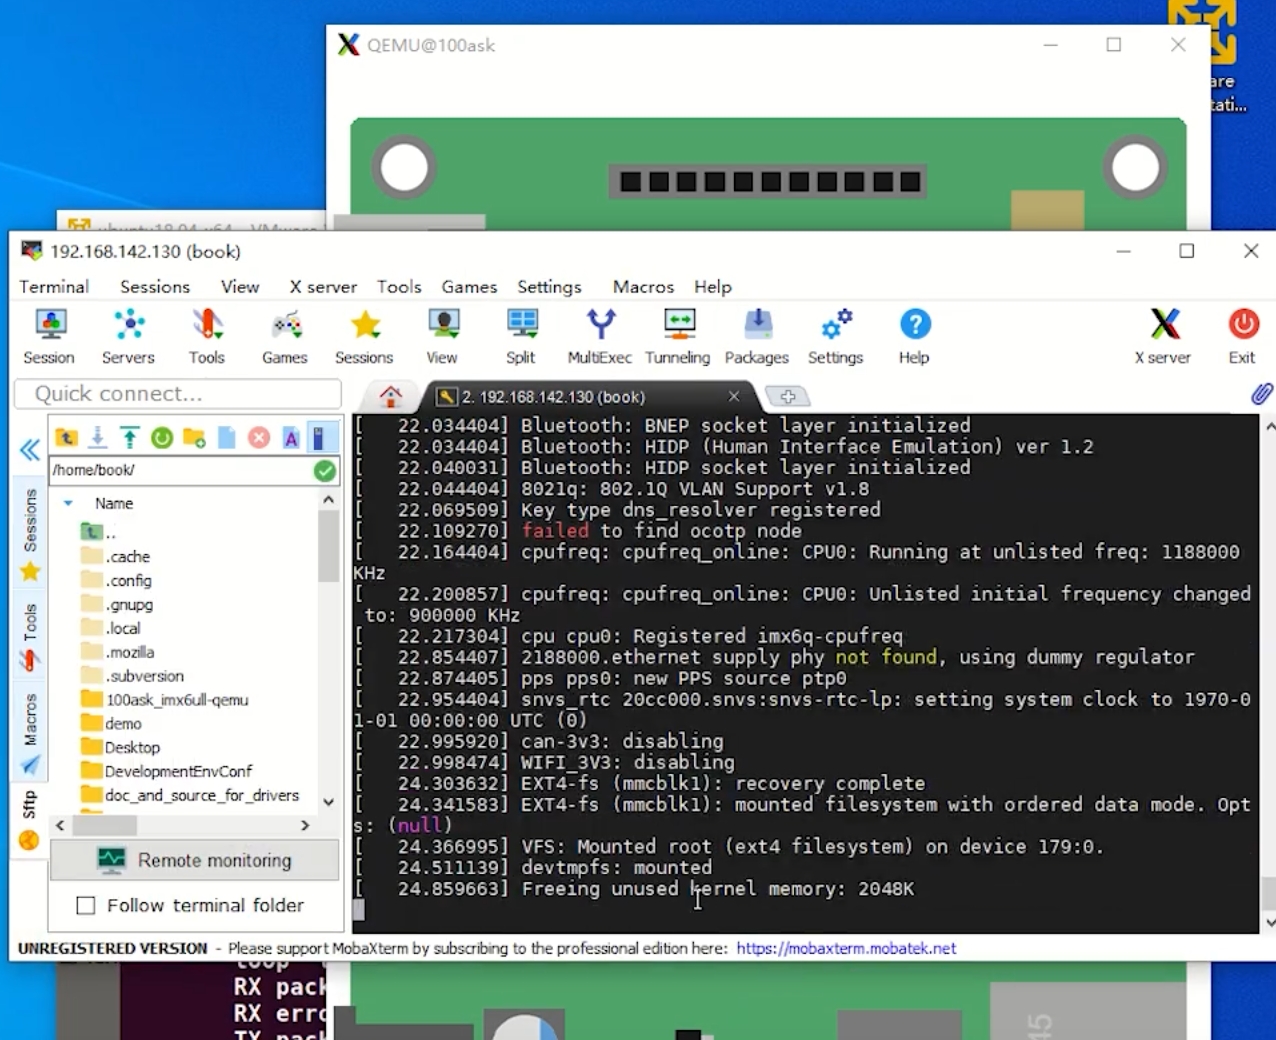 QEMU@100ask
are
tati...
ubuntu18.04 x64 - VMware
192.168.142.130 (book)
Terminal Sessions View X server Tools Games Settings Macros Help
Session Servers Tools Games Sessions View Split MultiExec Tunneling Packages Settings Help X server Exit
Quick connect...
2. 192.168.142.130 (book)
/home/book/
Name
..
.cache
.config
.gnupg
.local
.mozilla
.subversion
100ask_imx6ull-qemu
demo
Desktop
DevelopmentEnvConf
doc_and_source_for_drivers
Sessions
Tools
Macros
Sftp
Remote monitoring
Follow terminal folder
[   22.034404] Bluetooth: BNEP socket layer initialized
[   22.034404] Bluetooth: HIDP (Human Interface Emulation) ver 1.2
[   22.040031] Bluetooth: HIDP socket layer initialized
[   22.044404] 8021q: 802.1Q VLAN Support v1.8
[   22.069509] Key type dns_resolver registered
[   22.109270] failed to find ocotp node
[   22.164404] cpufreq: cpufreq_online: CPU0: Running at unlisted freq: 1188000
KHz
[   22.200857] cpufreq: cpufreq_online: CPU0: Unlisted initial frequency changed
to: 900000 KHz
[   22.217304] cpu cpu0: Registered imx6q-cpufreq
[   22.854407] 2188000.ethernet supply phy not found, using dummy regulator
[   22.874405] pps pps0: new PPS source ptp0
[   22.954404] snvs_rtc 20cc000.snvs:snvs-rtc-lp: setting system clock to 1970-0
1-01 00:00:00 UTC (0)
[   22.995920] can-3v3: disabling
[   22.998474] WIFI_3V3: disabling
[   24.303632] EXT4-fs (mmcblk1): recovery complete
[   24.341583] EXT4-fs (mmcblk1): mounted filesystem with ordered data mode. Opt
s: (null)
[   24.366995] VFS: Mounted root (ext4 filesystem) on device 179:0.
[   24.511139] devtmpfs: mounted
[   24.859663] Freeing unused kernel memory: 2048K
UNREGISTERED VERSION - Please support MobaXterm by subscribing to the professional edition here: https://mobaxterm.mobatek.net
loop
RX pack
RX erro
TX pack
45